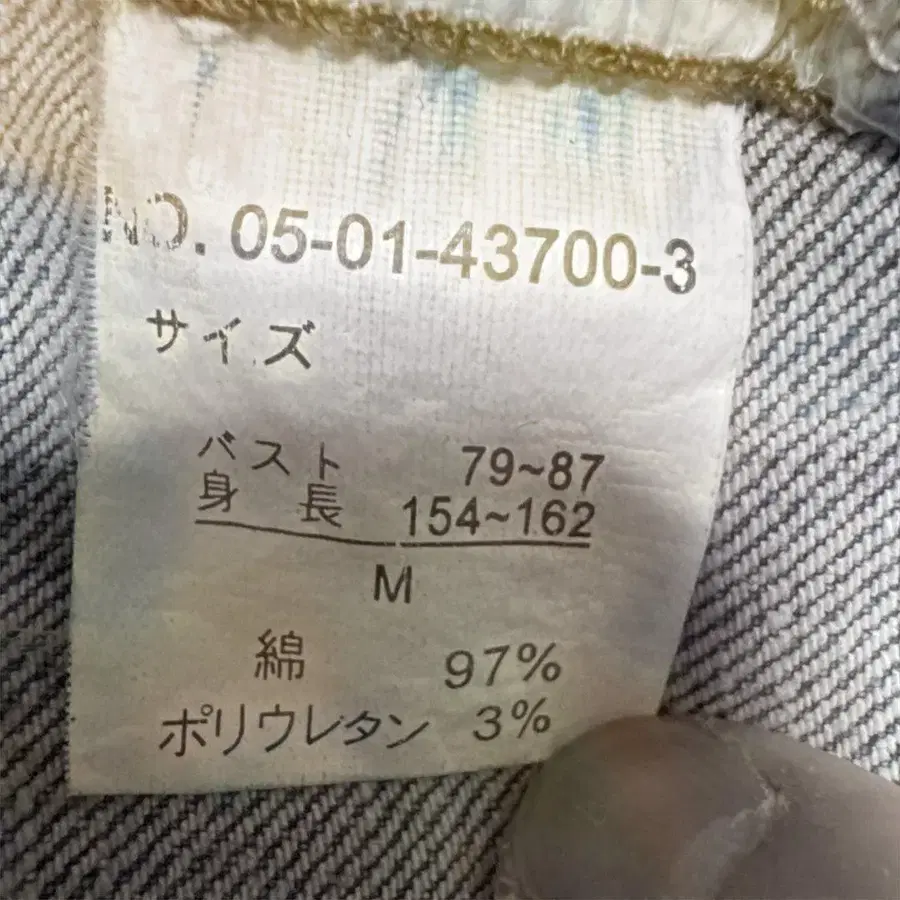 NO. 05-01-43700-3
サイズ
バスト 79~87
身長 154~162
M
綿 97%
ポリウレタン 3%